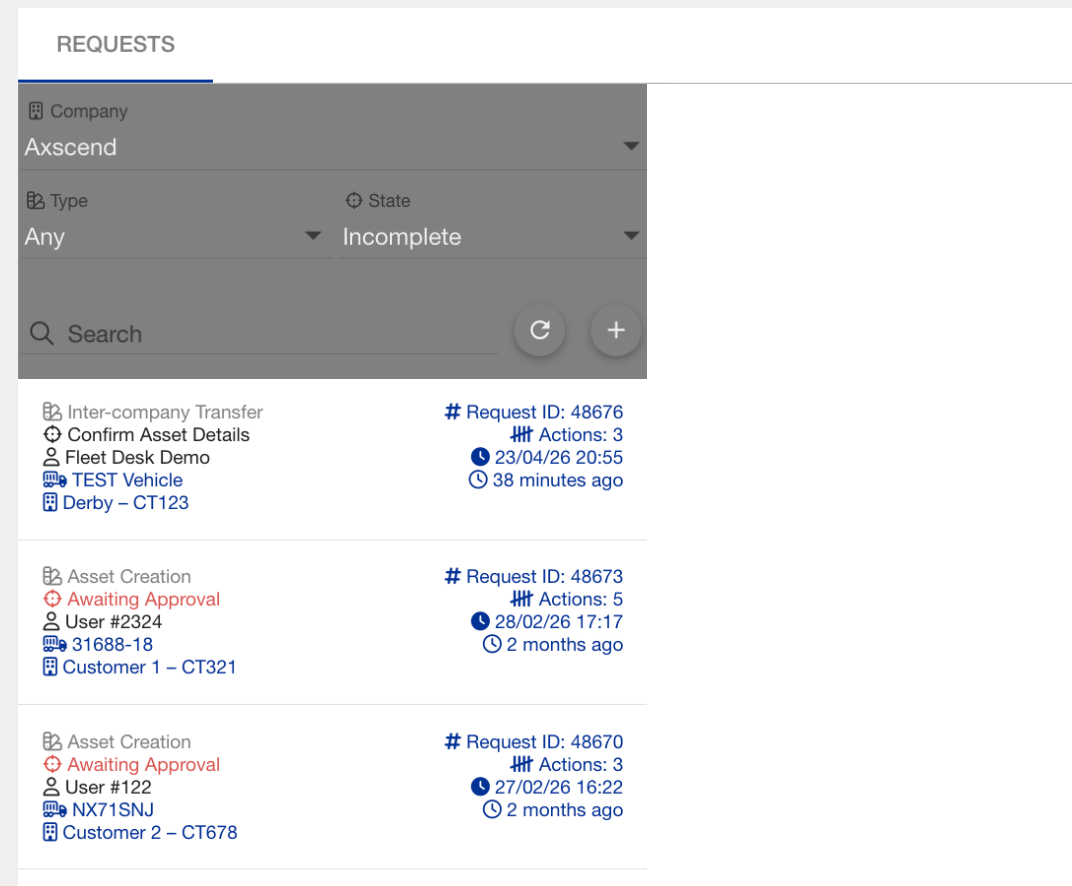 REQUESTS
Company
Axscend
Type
State
Any
Incomplete
Search
Inter-company Transfer
# Request ID: 48676
Confirm Asset Details
Actions: 3
Fleet Desk Demo
23/04/26 20:55
TEST Vehicle
38 minutes ago
Derby – CT123
Asset Creation
# Request ID: 48673
Awaiting Approval
Actions: 5
User #2324
28/02/26 17:17
31688-18
2 months ago
Customer 1 – CT321
Asset Creation
# Request ID: 48670
Awaiting Approval
Actions: 3
User #122
27/02/26 16:22
NX71SNJ
2 months ago
Customer 2 – CT678